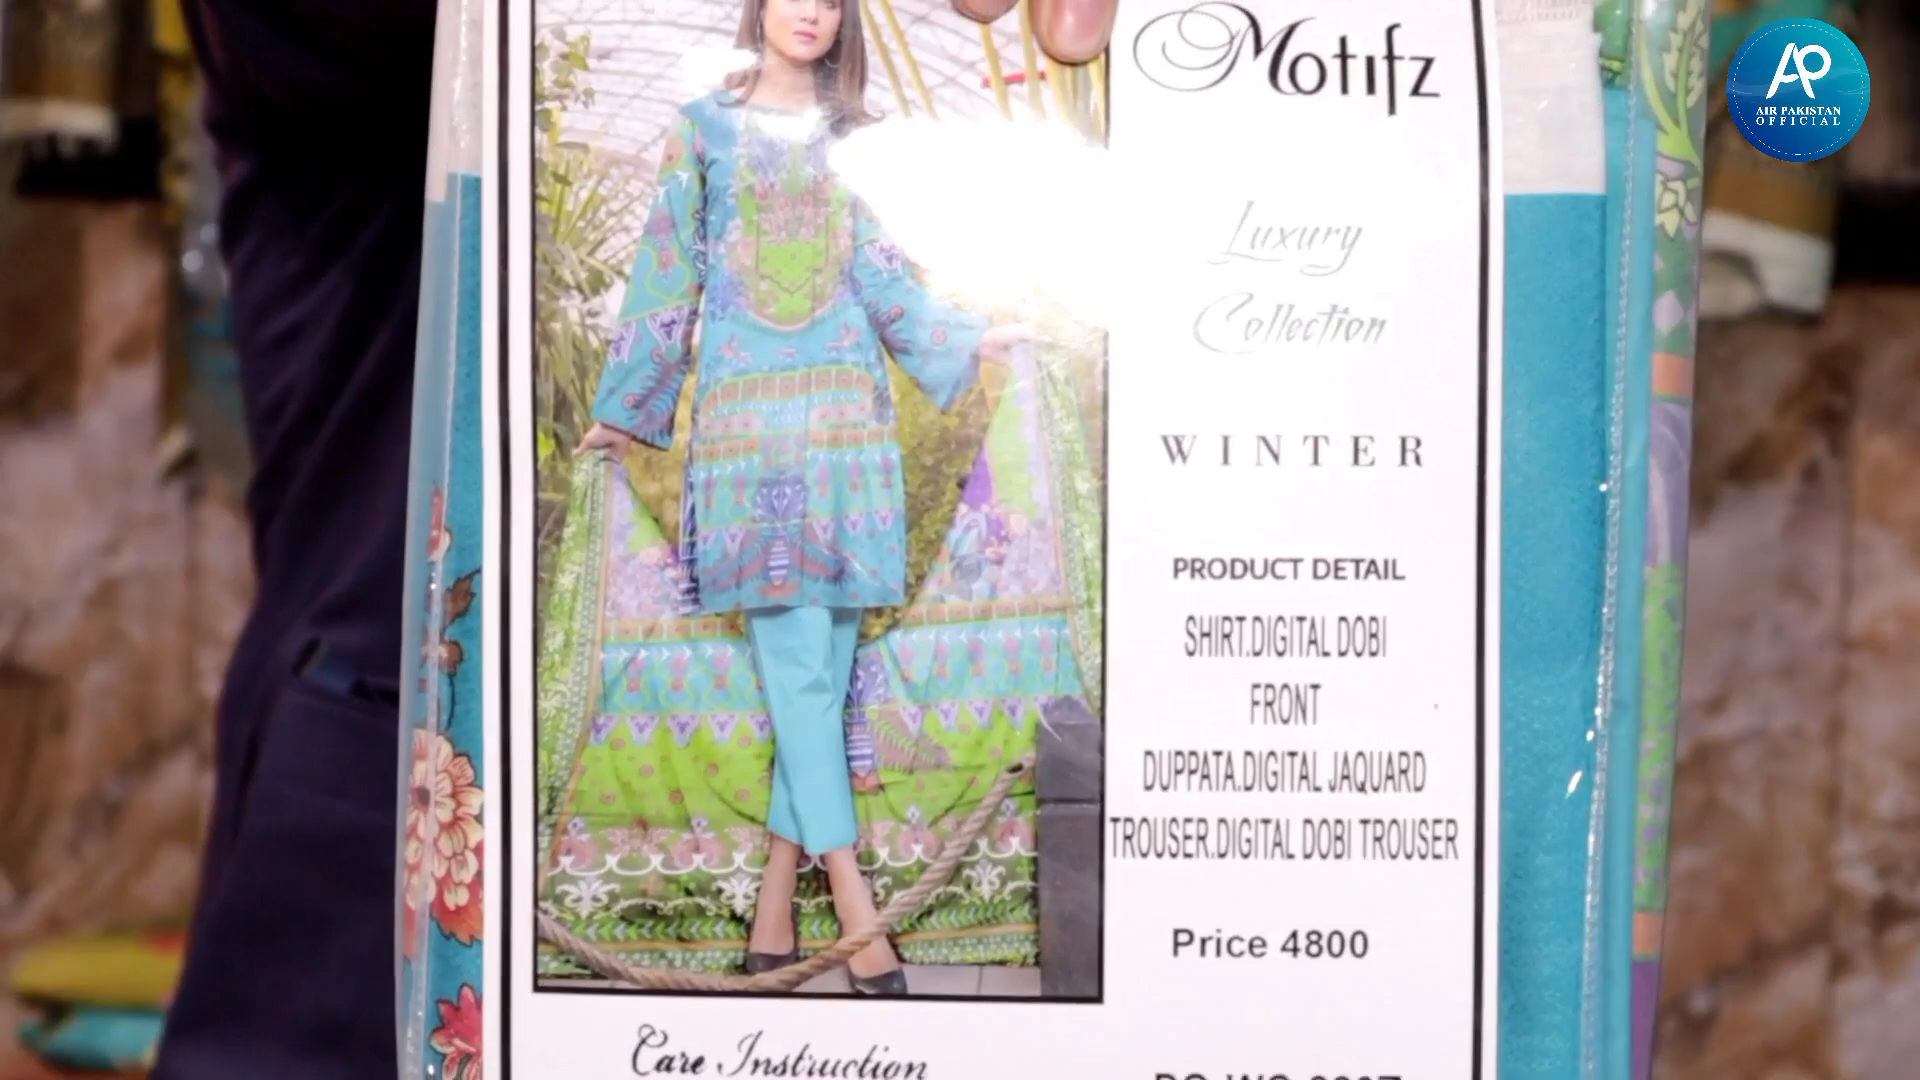 Motifz
AIR PAKISTAN
OFFICIAL
Luxury
Collection
WINTER
PRODUCT DETAIL
SHIRT.DIGITAL DOBI
FRONT
DUPPATA.DIGITAL JAQUARD
TROUSER.DIGITAL DOBI TROUSER
Price 4800
Care Instruction